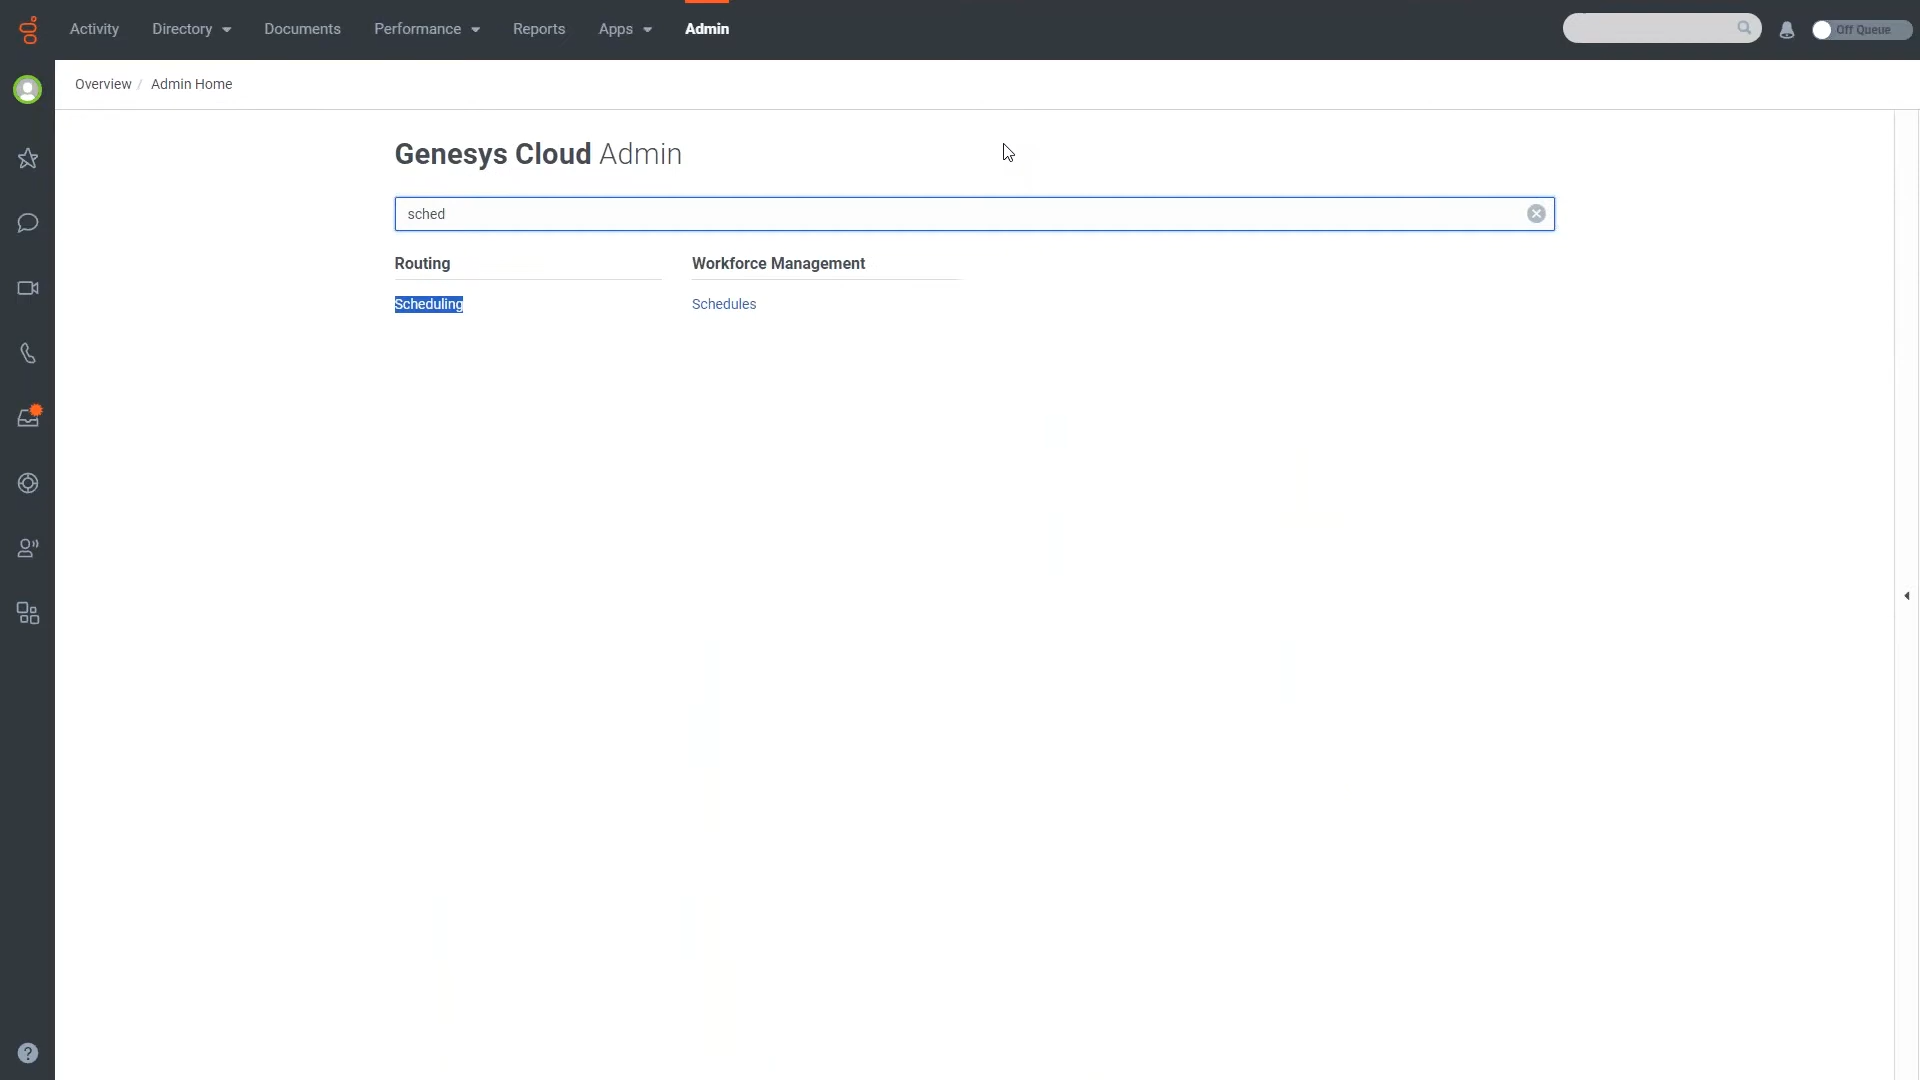 Activity Directory Documents Performance Reports Apps Admin Off Queue
Overview / Admin Home
Genesys Cloud Admin
sched
Routing Workforce Management
Scheduling Schedules
?